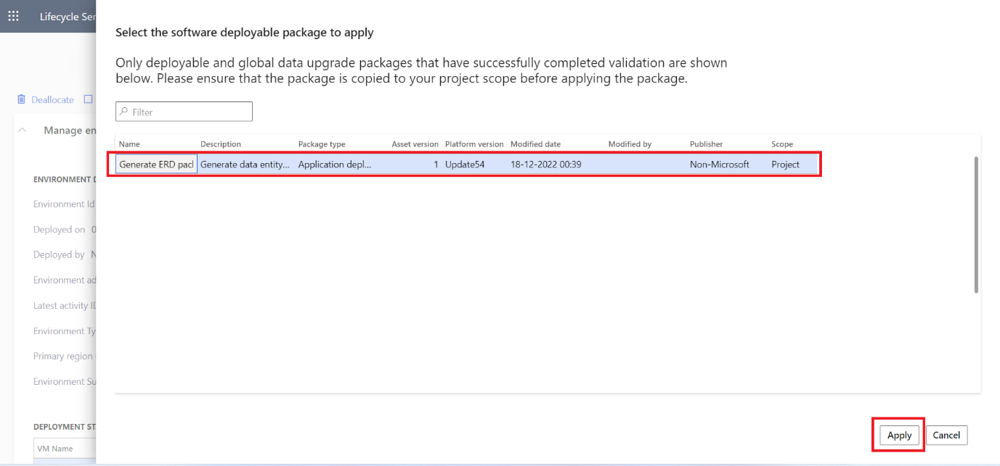 Lifecycle Ser
Select the software deployable package to apply
Only deployable and global data upgrade packages that have successfully completed validation are shown
below. Please ensure that the package is copied to your project scope before applying the package.
Deallocate
Filter
Manage en
Name Description Package type Asset version Platform version Modified date Modified by Publisher Scope
Generate ERD pacl Generate data entity... Application depl... 1 Update54 18-12-2022 00:39 Non-Microsoft Project
ENVIRONMENT D
Environment Id
Deployed on 0
Deployed by N
Environment ad
Latest activity ID
Environment Ty
Primary region
Environment Su
DEPLOYMENT STA
VM Name
Apply Cancel